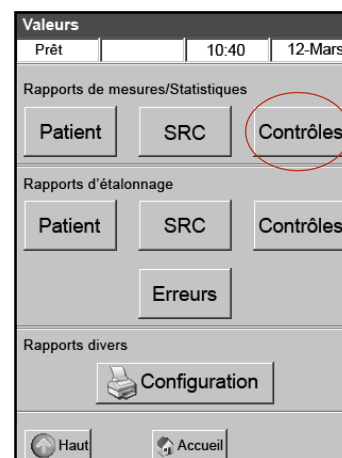 Valeurs
Prêt 10:40 12-Mars
Rapports de mesures/Statistiques
Patient SRC Contrôles
Rapports d'étalonnage
Patient SRC Contrôles
Erreurs
Rapports divers
Configuration
Haut Accueil